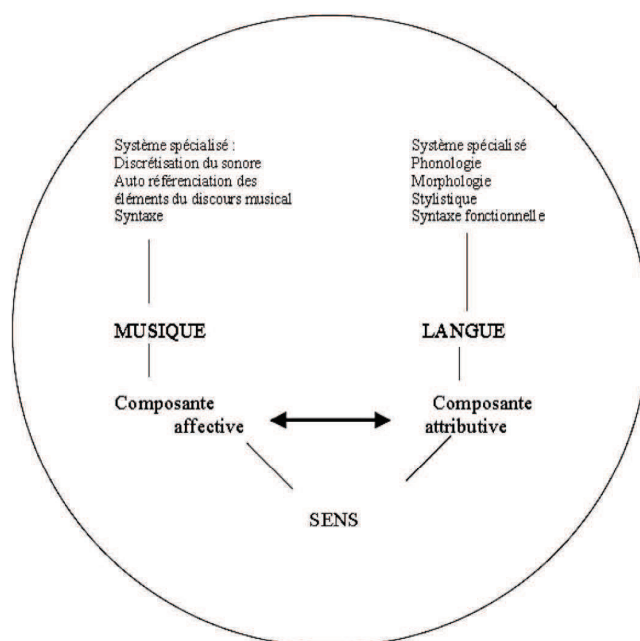 Système spécialisé :
Discrétisation du sonore
Auto référenciation des
éléments du discours musical
Syntaxe
Système spécialisé
Phonologie
Morphologie
Stylistique
Syntaxe fonctionnelle
MUSIQUE
LANGUE
Composante
affective
Composante
attributive
SENS